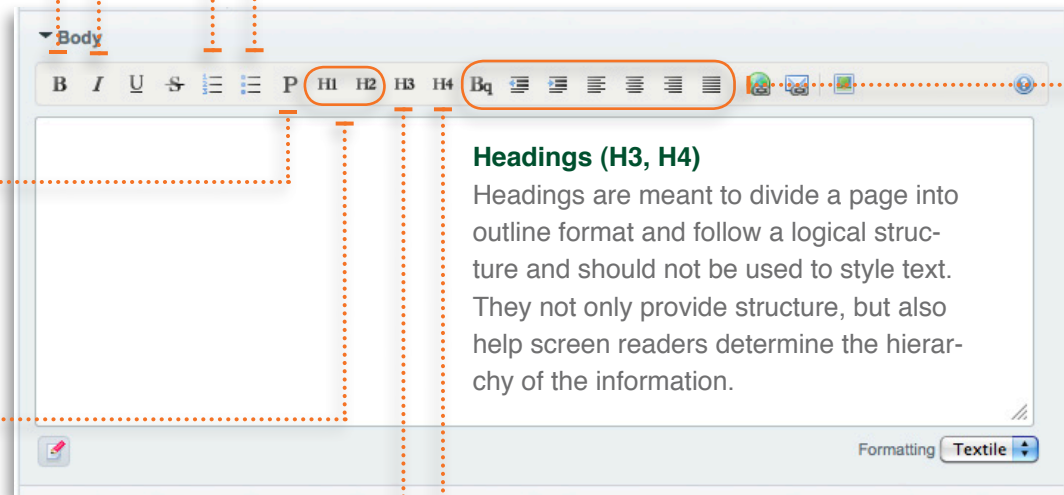 Body
B I U S P H1 H2 H3 H4 Bq
Headings (H3, H4)
Headings are meant to divide a page into
outline format and follow a logical struc-
ture and should not be used to style text.
They not only provide structure, but also
help screen readers determine the hierar-
chy of the information.
Formatting Textile